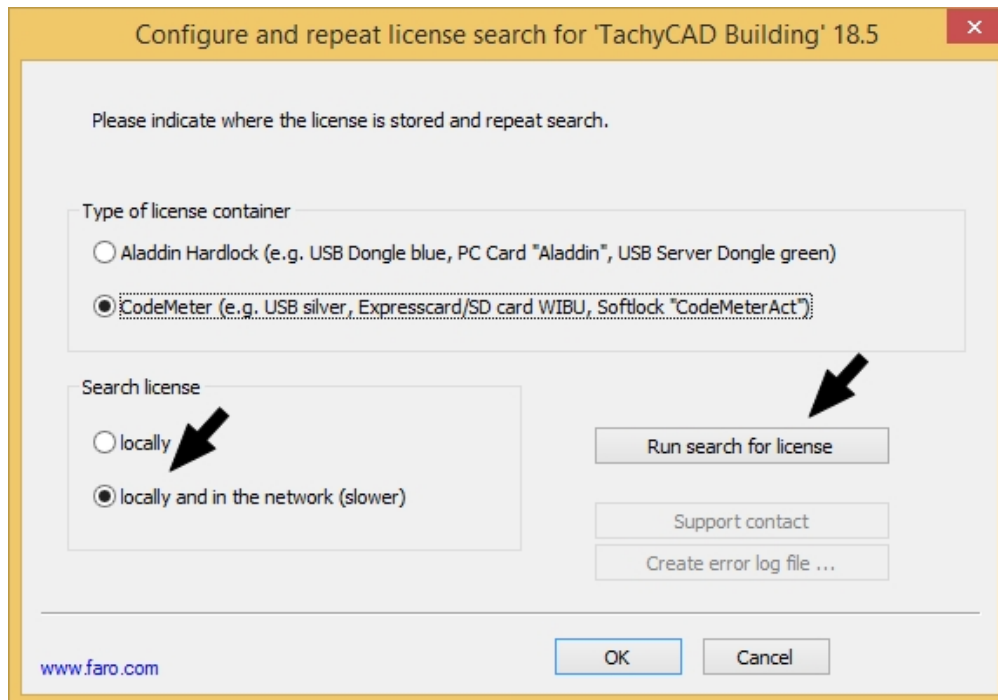 Configure and repeat license search for 'TachyCAD Building' 18.5
Please indicate where the license is stored and repeat search.
Type of license container
Aladdin Hardlock (e.g. USB Dongle blue, PC Card "Aladdin", USB Server Dongle green)
CodeMeter (e.g. USB silver, Expresscard/SD card WIBU, Softlock "CodeMeterAct")
Search license
locally
Run search for license
locally and in the network (slower)
Support contact
Create error log file ...
www.faro.com
OK
Cancel